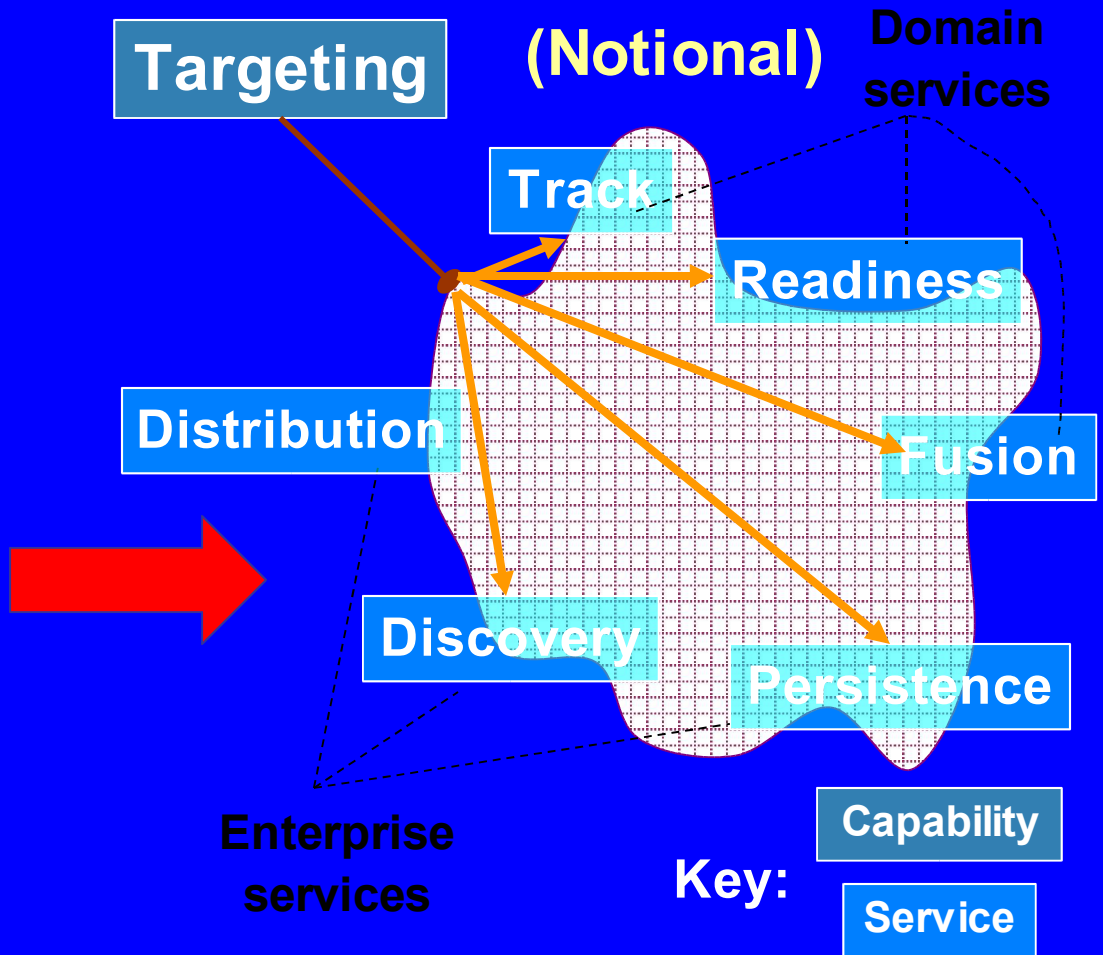 Targeting
(Notional)
Domain
services
Track
Readiness
Distribution
Fusion
Discovery
Persistence
Enterprise
services
Key:
Capability
Service